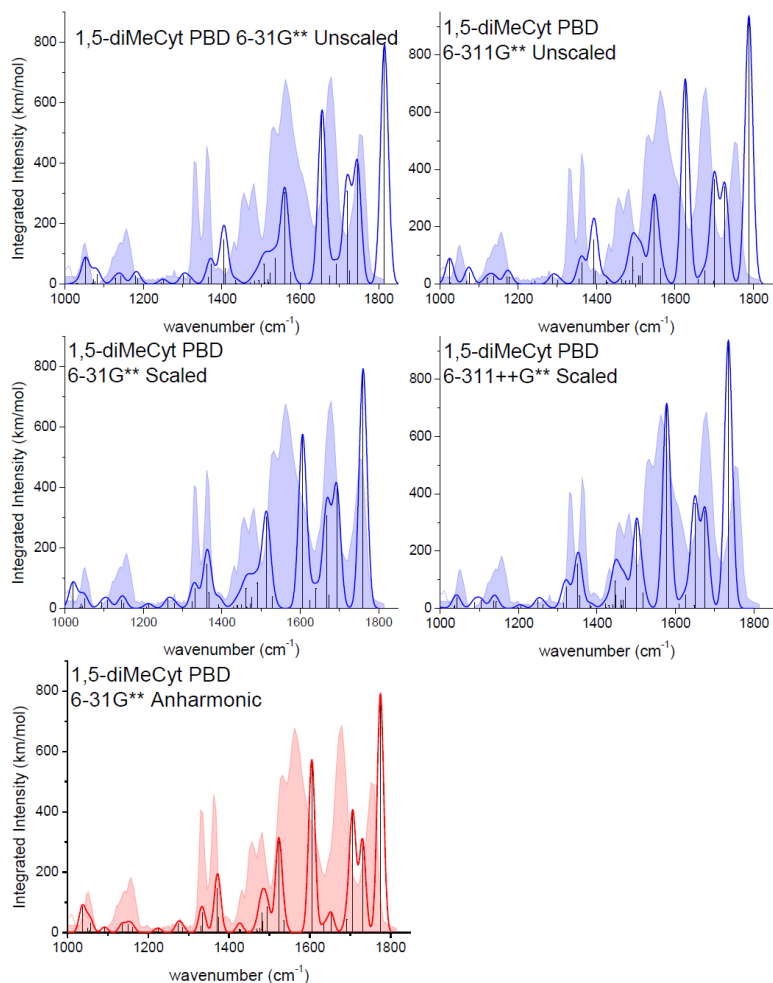 1,5-diMeCyt PBD 6-31G** Unscaled
Integrated Intensity (km/mol)
800
600
400
200
0
1000 1200 1400 1600 1800
wavenumber (cm-1)
1,5-diMeCyt PBD
6-311G** Unscaled
Integrated Intensity (km/mol)
800
600
400
200
0
1000 1200 1400 1600 1800
wavenumber (cm-1)
1,5-diMeCyt PBD
6-31G** Scaled
Integrated Intensity (km/mol)
800
600
400
200
0
1000 1200 1400 1600 1800
wavenumber (cm-1)
1,5-diMeCyt PBD
6-311++G** Scaled
Integrated Intensity (km/mol)
800
600
400
200
0
1000 1200 1400 1600 1800
wavenumber (cm-1)
1,5-diMeCyt PBD
6-31G** Anharmonic
Integrated Intensity (km/mol)
800
600
400
200
0
1000 1200 1400 1600 1800
wavenumber (cm-1)